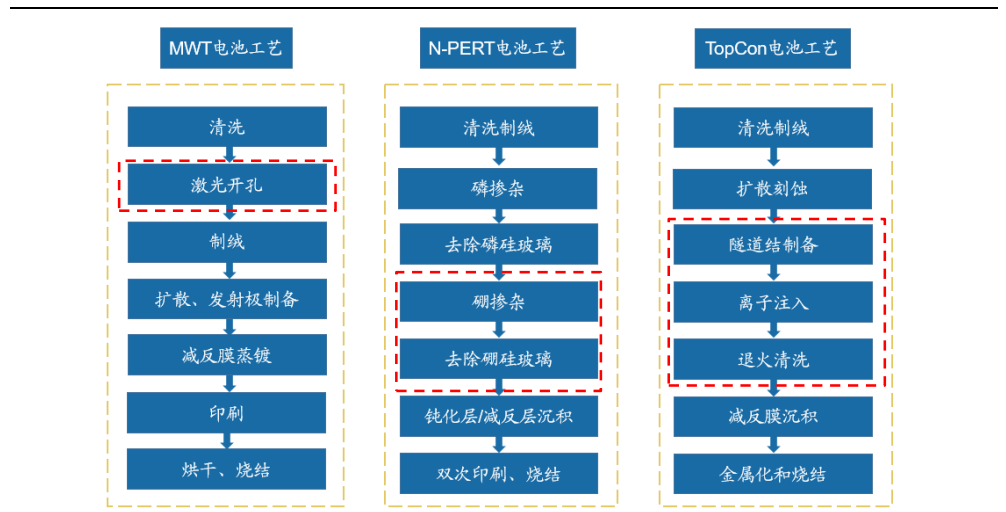 MWT电池工艺
清洗
激光开孔
制绒
扩散、发射极制备
减反膜蒸镀
印刷
烘干、烧结
N-PERT电池工艺
清洗制绒
磷掺杂
去除磷硅玻璃
硼掺杂
去除硼硅玻璃
钝化层/减反层沉积
双次印刷、烧结
TopCon电池工艺
清洗制绒
扩散刻蚀
隧道结制备
离子注入
退火清洗
减反膜沉积
金属化和烧结